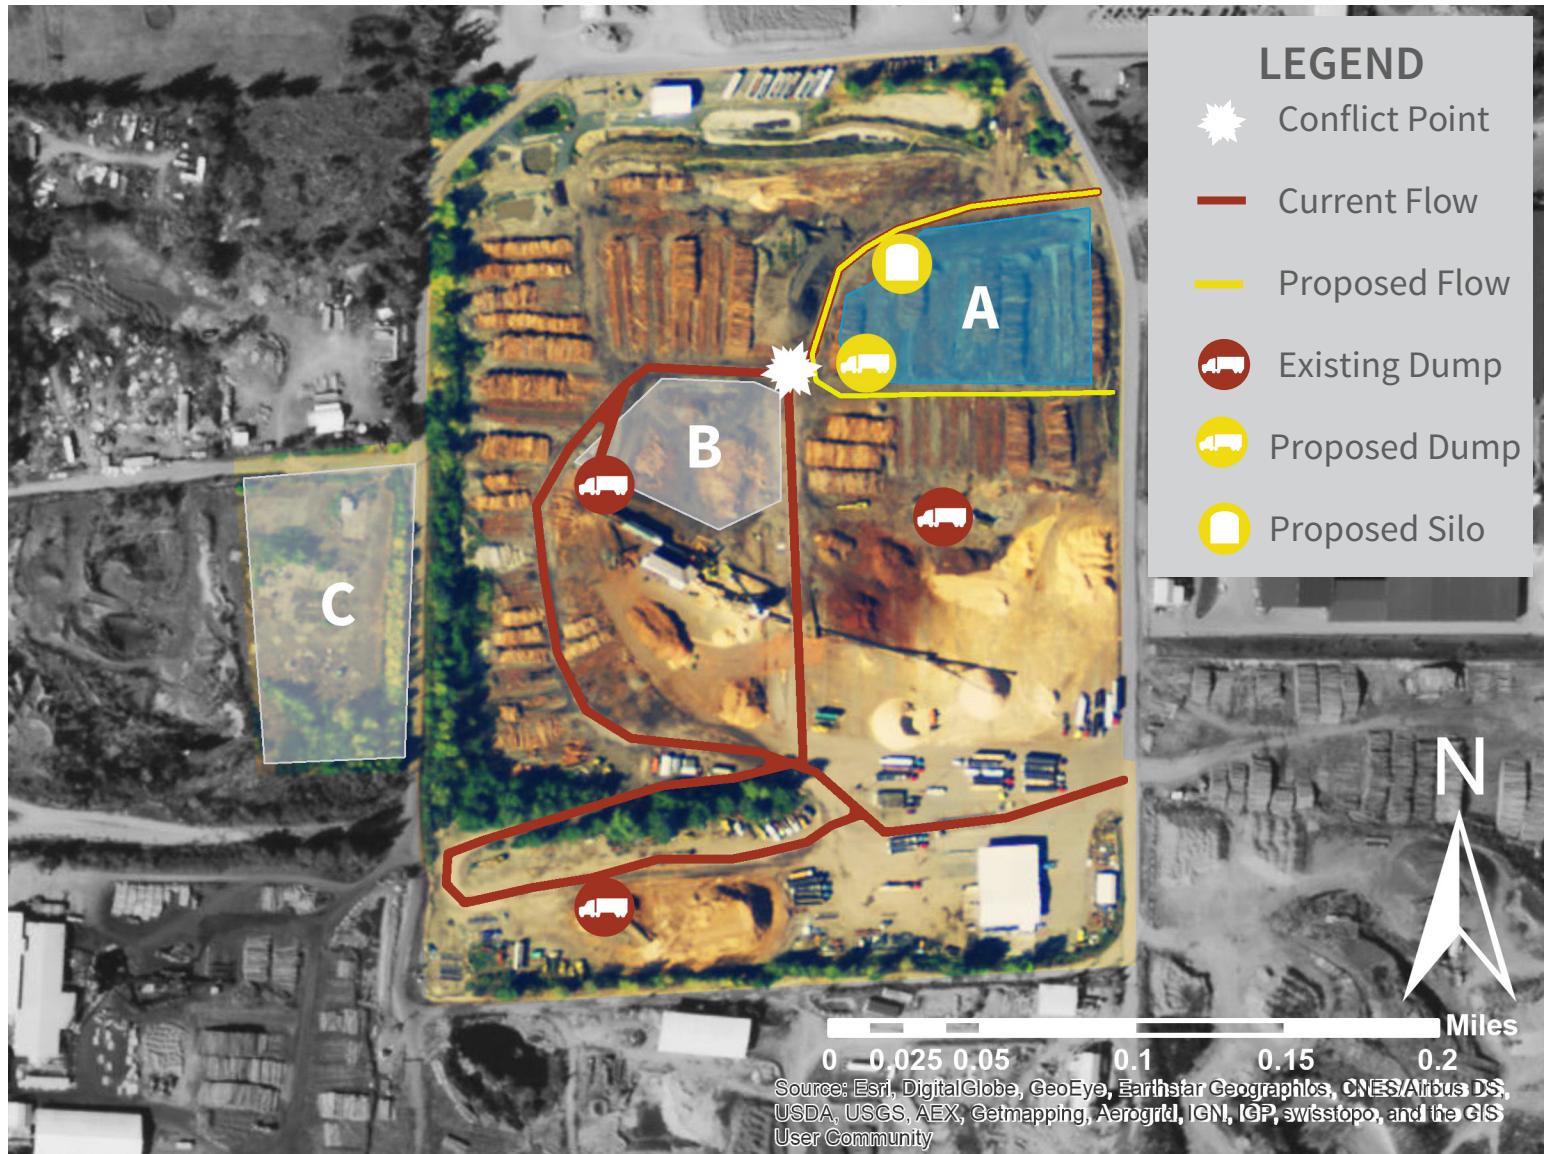 LEGEND
Conflict Point
Current Flow
Proposed Flow
Existing Dump
Proposed Dump
Proposed Silo
A
B
C
N
Miles
0 0.025 0.05 0.1 0.15 0.2
Source: Esri, DigitalGlobe, GeoEye, Earthstar Geographics, CNES/Airbus DS,
USDA, USGS, AEX, Getmapping, Aerogrid, IGN, IGP, swisstopo, and the GIS
User Community